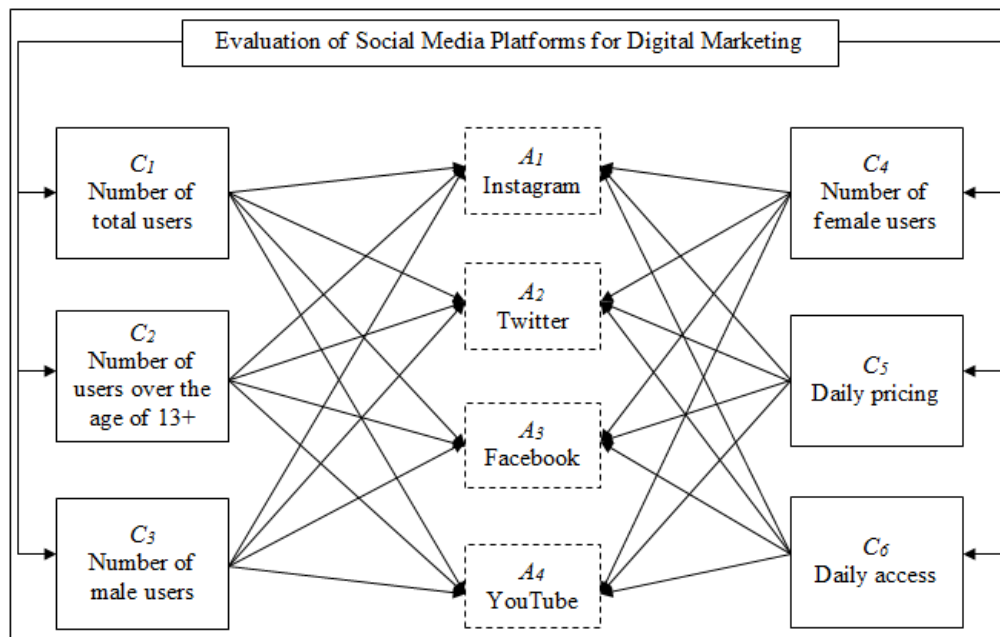 Evaluation of Social Media Platforms for Digital Marketing
C1
Number of
total users
C2
Number of
users over the
age of 13+
C3
Number of
male users
A1
Instagram
A2
Twitter
A3
Facebook
A4
YouTube
C4
Number of
female users
C5
Daily pricing
C6
Daily access